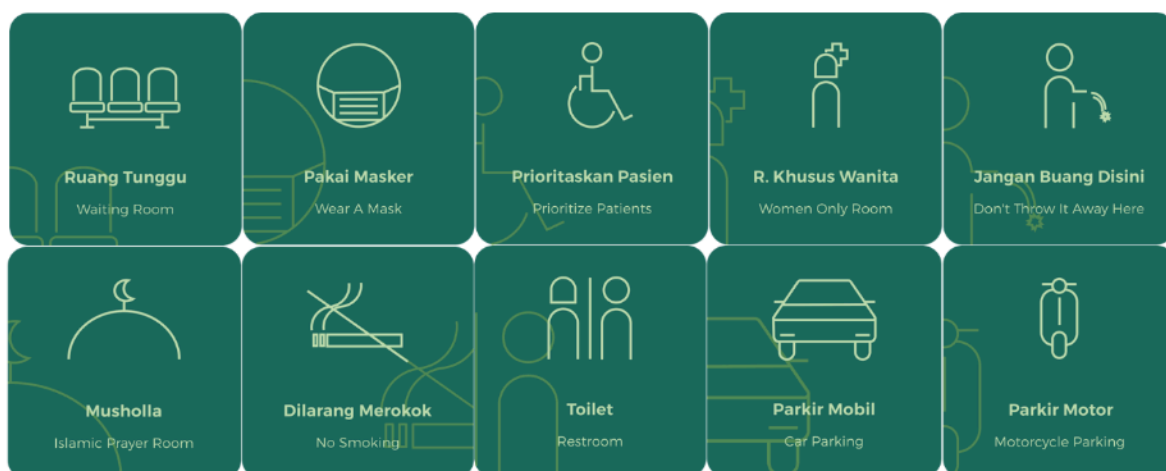 Ruang Tunggu
Waiting Room
Pakai Masker
Wear A Mask
Prioritaskan Pasien
Prioritize Patients
R. Khusus Wanita
Women Only Room
Jangan Buang Disini
Don't Throw It Away Here
Musholla
Islamic Prayer Room
Dilarang Merokok
No Smoking
Toilet
Restroom
Parkir Mobil
Car Parking
Parkir Motor
Motorcycle Parking